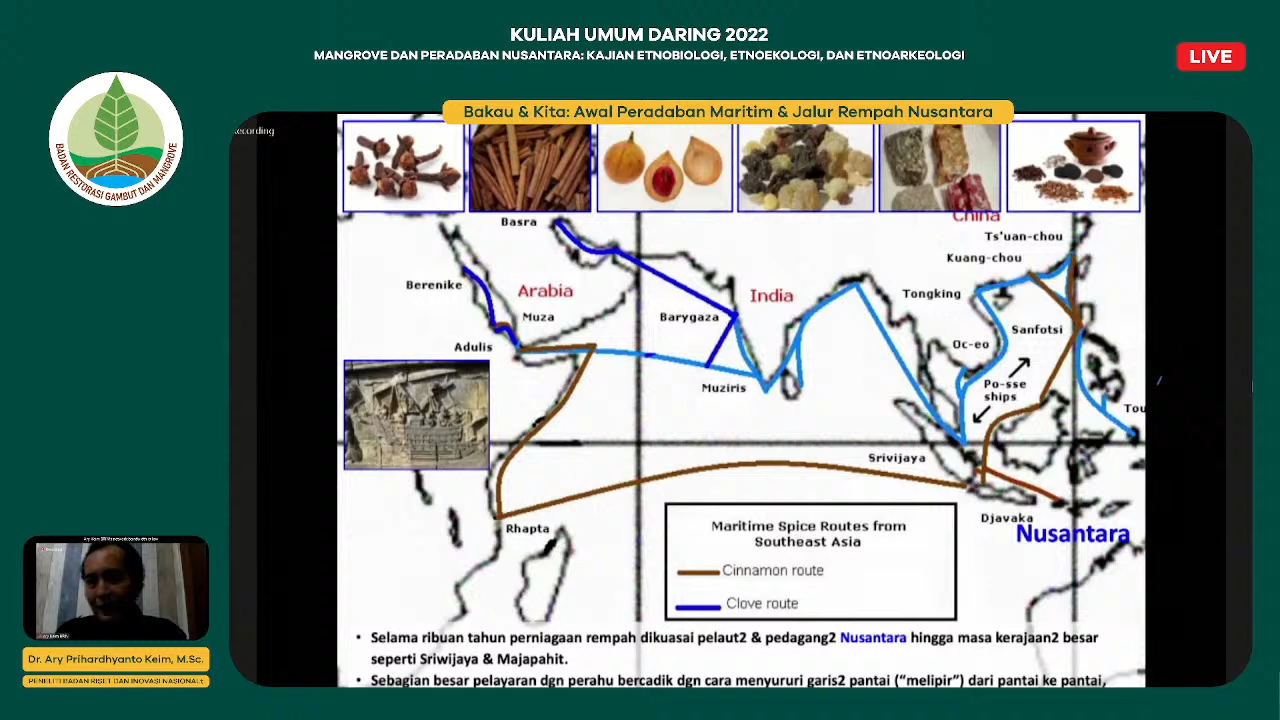 KULIAH UMUM DARING 2022
MANGROVE DAN PERADABAN NUSANTARA: KAJIAN ETNOBIOLOGI, ETNOEKOLOGI, DAN ETNOARKEOLOGI
LIVE
BADAN RESTORASI GAMBUT DAN MANGROVE
Bakau & Kita: Awal Peradaban Maritim & Jalur Rempah Nusantara
Recording
China
Basra
Ts'uan-chou
Kuang-chou
Berenike
Arabia
India
Tongking
Muza
Barygaza
Sanfotsi
Adulis
Oc-eo
Muziris
Po-sse
ships
Tou
Srivijaya
Rhapta
Djavaka
Nusantara
Maritime Spice Routes from
Southeast Asia
Cinnamon route
Clove route
• Selama ribuan tahun perniagaan rempah dikuasai pelaut2 & pedagang2 Nusantara hingga masa kerajaan2 besar
seperti Sriwijaya & Majapahit.
• Sebagian besar pelayaran dgn perahu bercadik dgn cara menyururi garis2 pantai ("melipir") dari pantai ke pantai,
Dr. Ary Prihardhyanto Keim, M.Sc.
PENELITI BADAN RISET DAN INOVASI NASIONAL